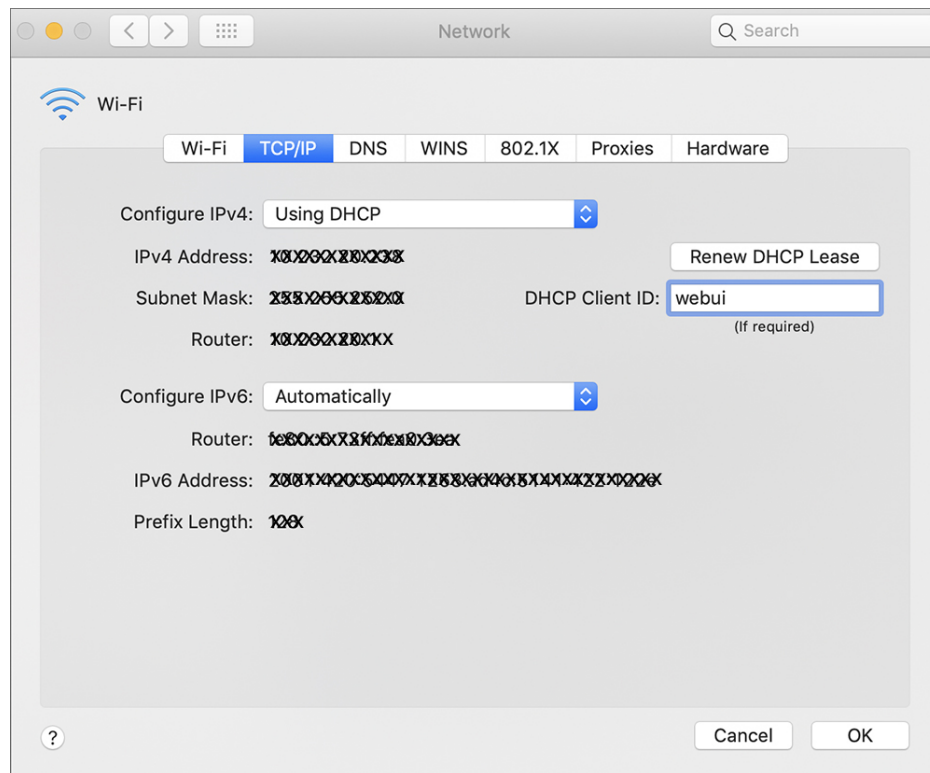 Network
Search
Wi-Fi
Wi-Fi TCP/IP DNS WINS 802.1X Proxies Hardware
Configure IPv4: Using DHCP
IPv4 Address: Renew DHCP Lease
Subnet Mask: DHCP Client ID: webui
(If required)
Router:
Configure IPv6: Automatically
Router:
IPv6 Address:
Prefix Length:
?
Cancel OK